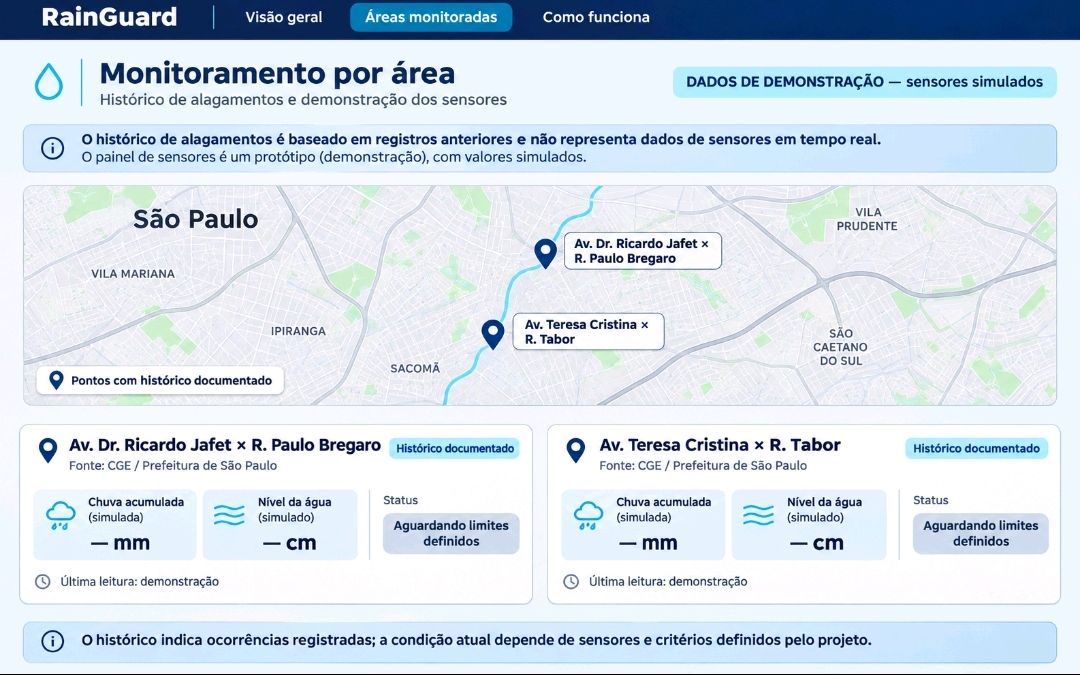 RainGuard
Visão geral
Áreas monitoradas
Como funciona
Monitoramento por área
Histórico de alagamentos e demonstração dos sensores
DADOS DE DEMONSTRAÇÃO — sensores simulados
O histórico de alagamentos é baseado em registros anteriores e não representa dados de sensores em tempo real.
O painel de sensores é um protótipo (demonstração), com valores simulados.
São Paulo
VILA MARIANA
IPIRANGA
SACOMÃ
VILA
PRUDENTE
SÃO
CAETANO
DO SUL
Av. Dr. Ricardo Jafet ×
R. Paulo Bregaro
Av. Teresa Cristina ×
R. Tabor
Pontos com histórico documentado
Av. Dr. Ricardo Jafet × R. Paulo Bregaro
Histórico documentado
Fonte: CGE / Prefeitura de São Paulo
Chuva acumulada
(simulada)
— mm
Nível da água
(simulado)
— cm
Status
Aguardando limites
definidos
Última leitura: demonstração
Av. Teresa Cristina × R. Tabor
Histórico documentado
Fonte: CGE / Prefeitura de São Paulo
Chuva acumulada
(simulada)
— mm
Nível da água
(simulado)
— cm
Status
Aguardando limites
definidos
Última leitura: demonstração
O histórico indica ocorrências registradas; a condição atual depende de sensores e critérios definidos pelo projeto.